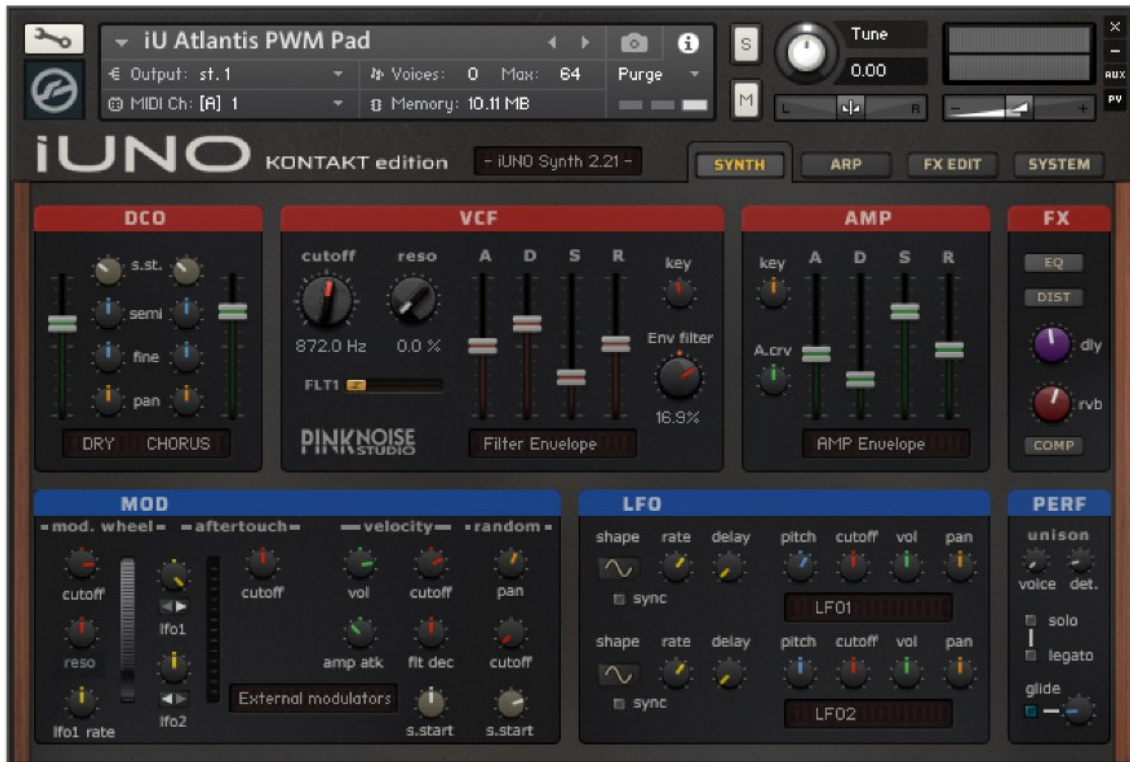 iU Atlantis PWM Pad
i
S
Tune
×
−
Output: st.1
Voices: 0 Max: 64
Purge
0.00
AUX
MIDI Ch: [A] 1
Memory: 10.11 MB
M
L
R
−
+
PV
iUNO KONTAKT edition
- iUNO Synth 2.21 -
SYNTH
ARP
FX EDIT
SYSTEM
DCO
VCF
AMP
FX
s.st.
semi
fine
pan
DRY CHORUS
cutoff
reso
A D S R
key
872.0 Hz
0.0 %
Env filter
FLT1
16.9%
PINKNOISE
STUDIO
Filter Envelope
key
A D S R
A.crv
AMP Envelope
EQ
DIST
dly
rvb
COMP
MOD
LFO
PERF
mod. wheel
aftertouch
velocity
random
cutoff
lfo1
cutoff
vol
cutoff
pan
reso
amp atk
flt dec
cutoff
lfo1 rate
lfo2
External modulators
s.start
s.start
shape rate delay pitch cutoff vol pan
sync
LFO1
shape rate delay pitch cutoff vol pan
sync
LFO2
unison
voice det.
solo
legato
glide